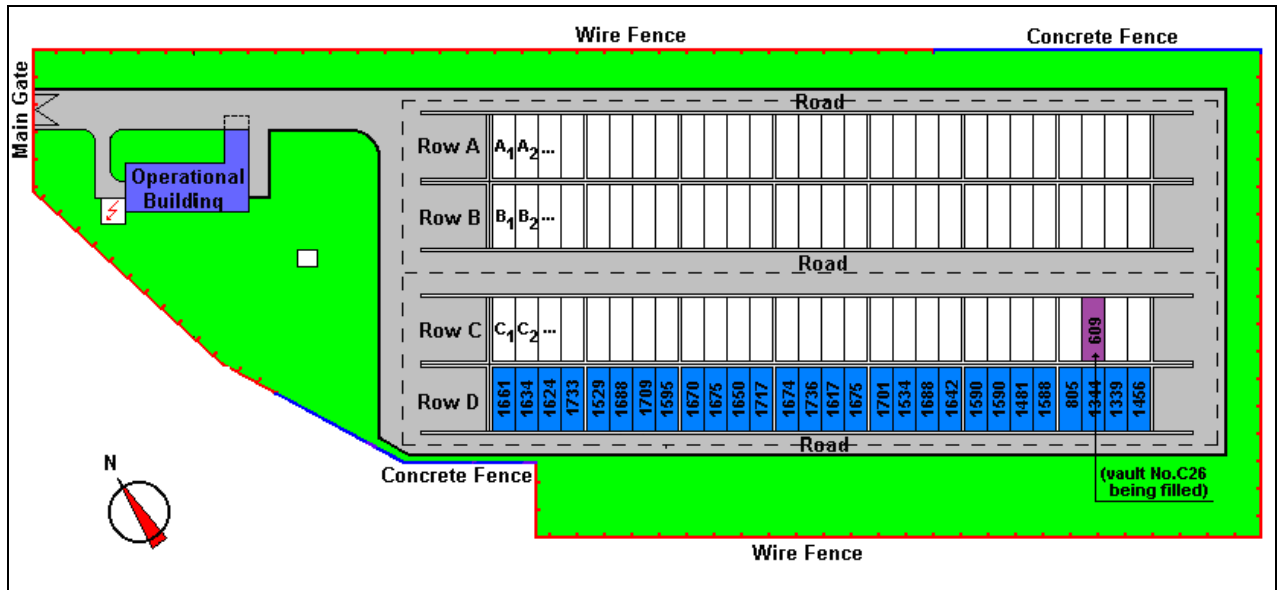 Wire Fence
Concrete Fence
Main Gate
Road
Row A
A1 A2 ...
Operational
Building
Row B
B1 B2 ...
Road
Row C
C1 C2 ...
609
Row D
1661 1634 1624 1733 1529 1688 1709 1595 1670 1675 1650 1717 1674 1736 1617 1675 1701 1534 1688 1642 1590 1590 1481 1588 805 1344 1339 1456
Road
N
Concrete Fence
(vault No.C26
being filled)
Wire Fence